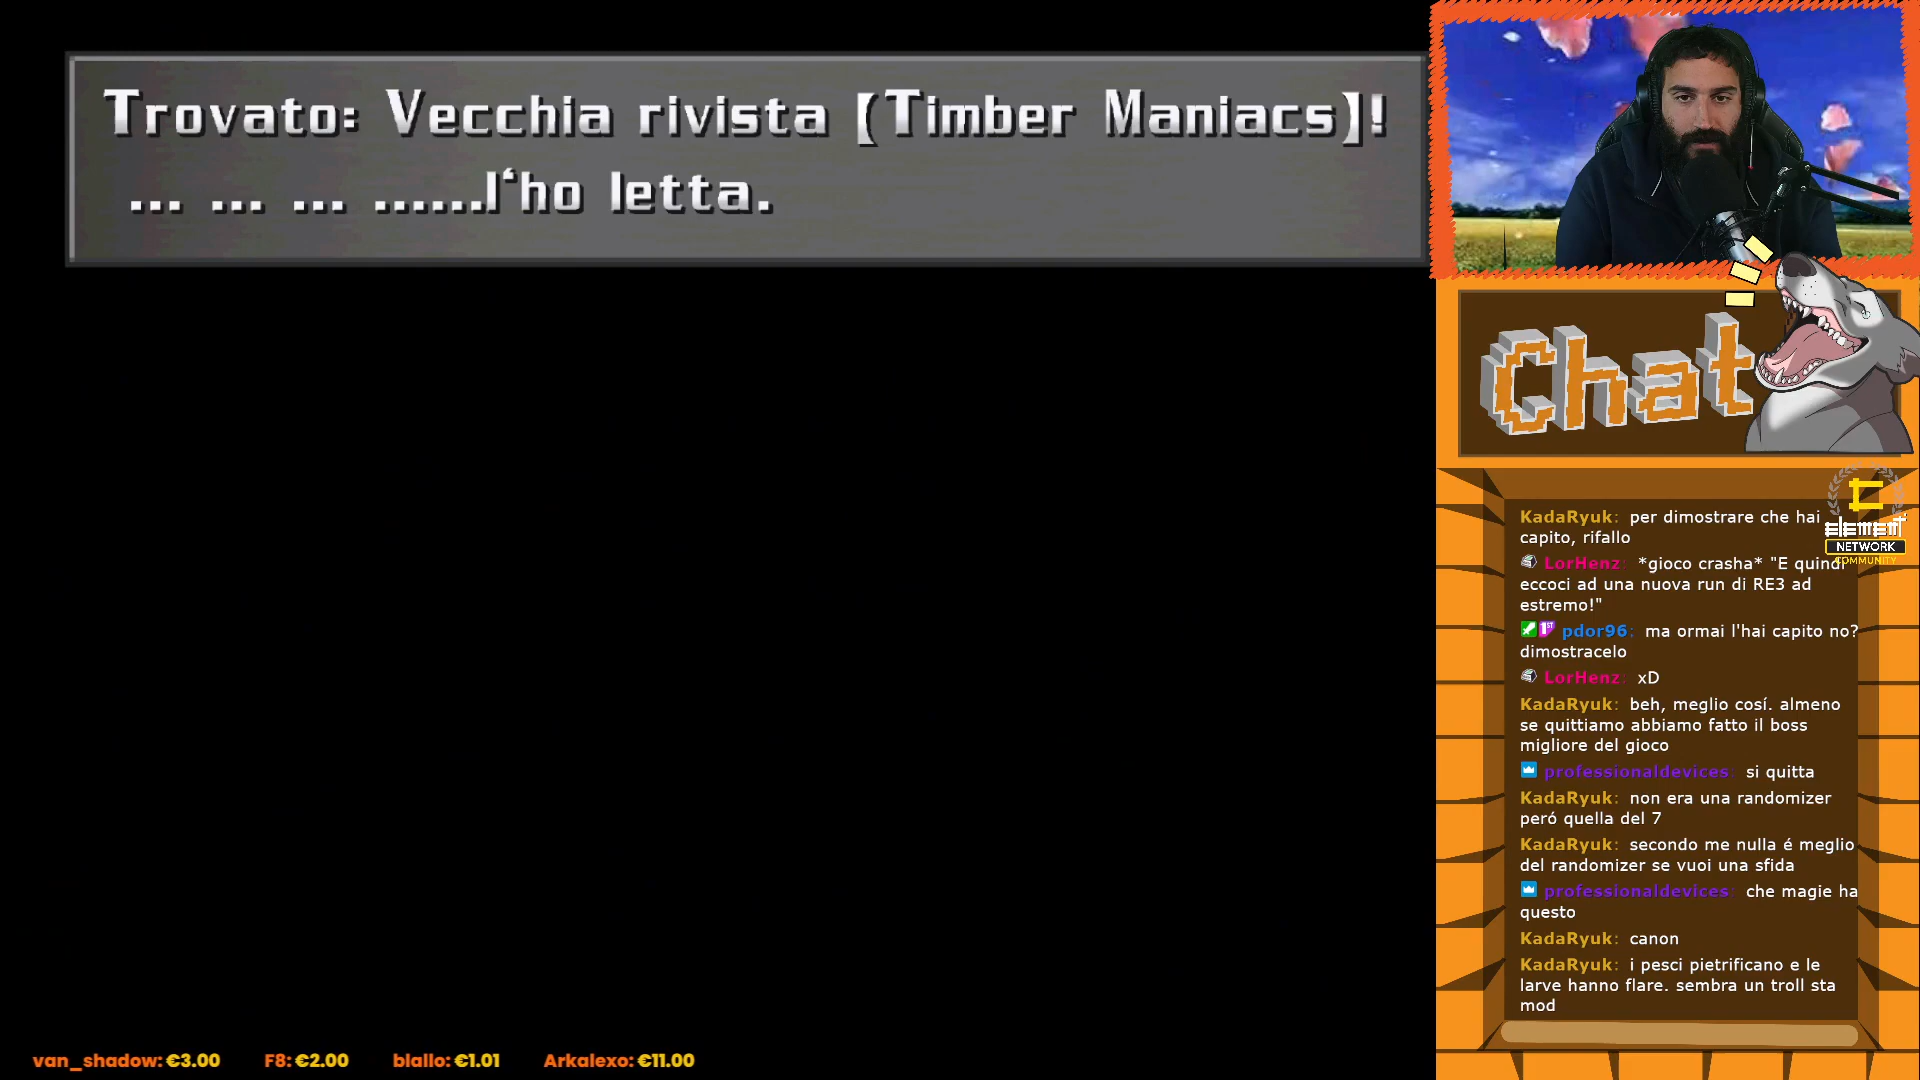 Trovato: Vecchia rivista [Timber Maniacs]!
... ... ... ......l'ho letta.
Chat
ELEMENT
NETWORK
COMMUNITY
KadaRyuk: per dimostrare che hai
capito, rifallo
LorHenz: *gioco crasha* "E quindi
eccoci ad una nuova run di RE3 ad
estremo!"
pdor96: ma ormai l'hai capito no?
dimostracelo
LorHenz: xD
KadaRyuk: beh, meglio cosí. almeno
se quittiamo abbiamo fatto il boss
migliore del gioco
professionaldevices: si quitta
KadaRyuk: non era una randomizer
peró quella del 7
KadaRyuk: secondo me nulla é meglio
del randomizer se vuoi una sfida
professionaldevices: che magie ha
questo
KadaRyuk: canon
KadaRyuk: i pesci pietrificano e le
larve hanno flare. sembra un troll sta
mod
van_shadow: €3.00 F8: €2.00 blallo: €1.01 Arkalexo: €11.00